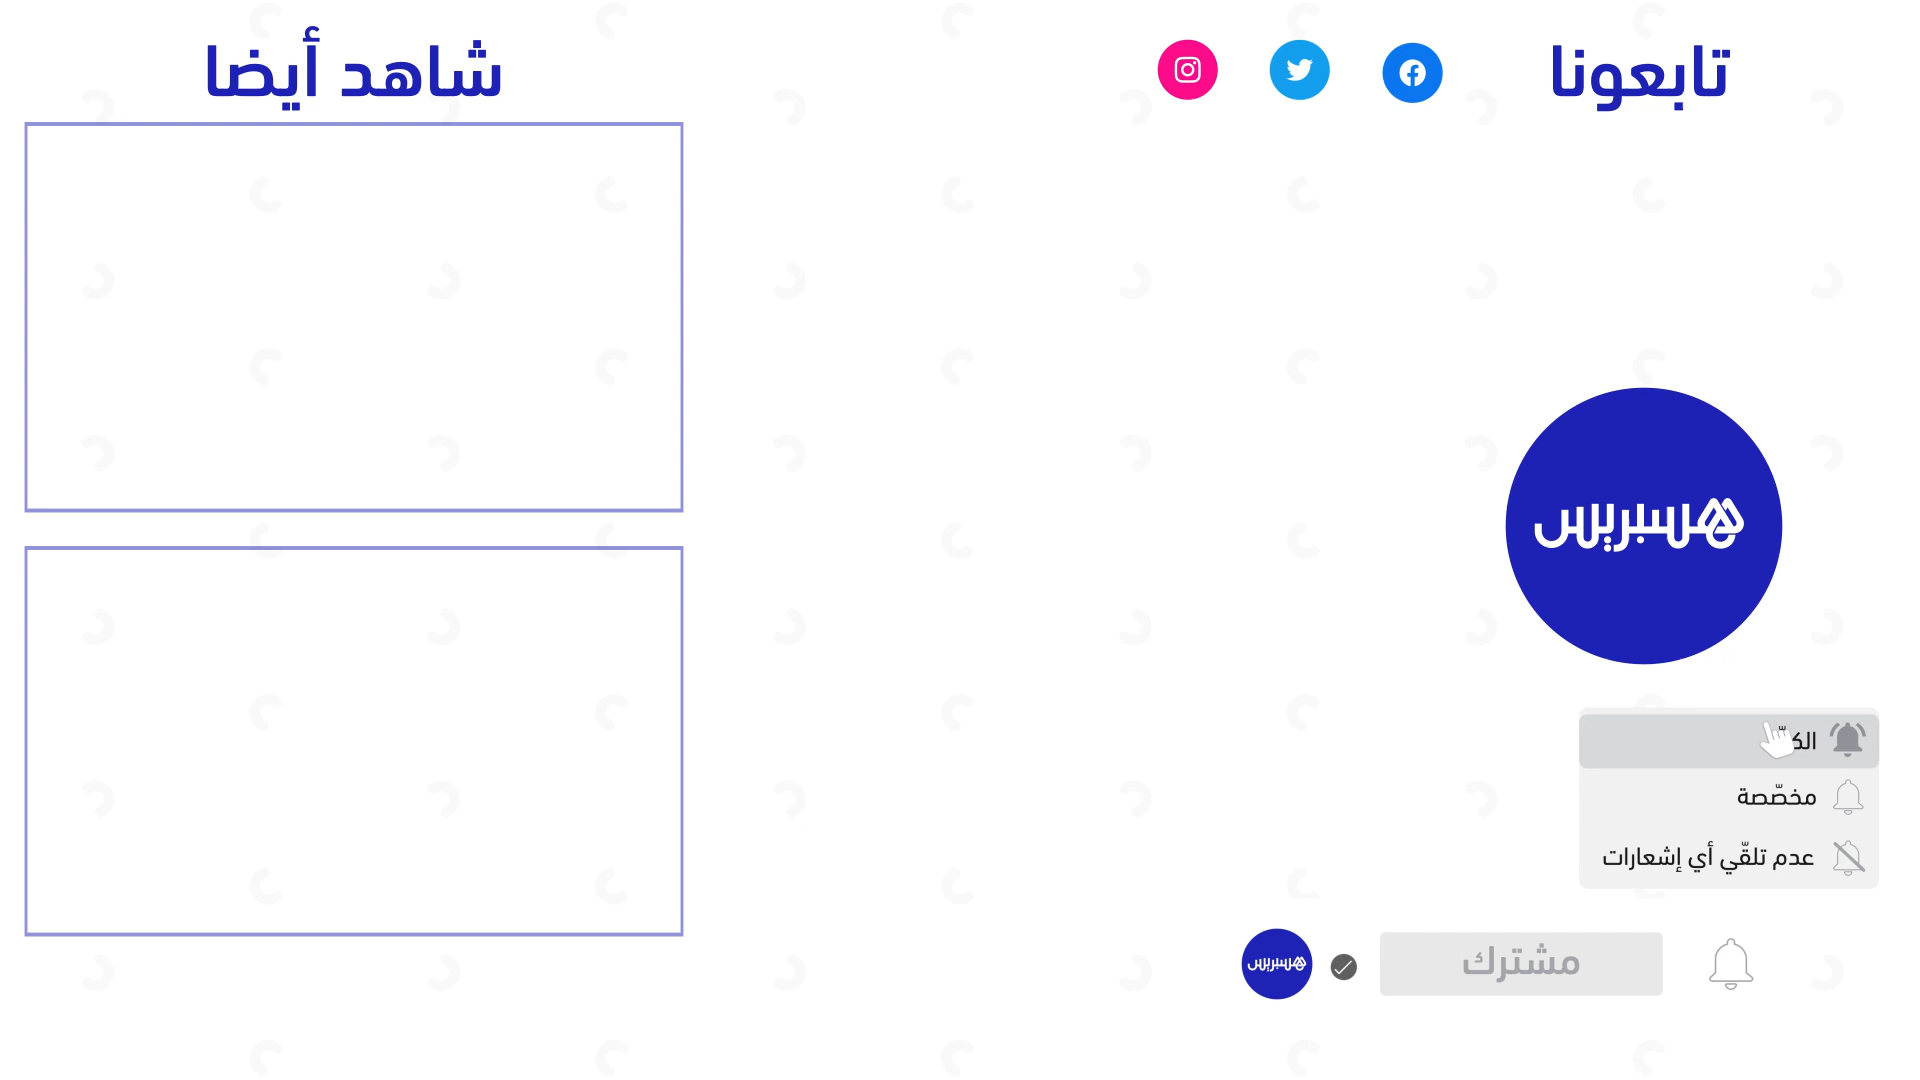 تابعونا
شاهد أيضا
هسبريس
مخصّصة
عدم تلقّي أي إشعارات
هسبريس
مشترك